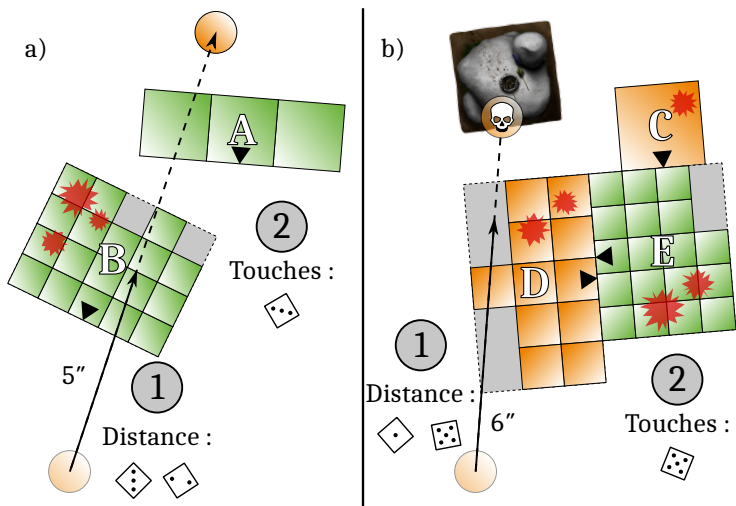 a)
A
B
2
Touches :
5″
1
Distance :
b)
C
D
E
1
Distance :
6″
2
Touches :